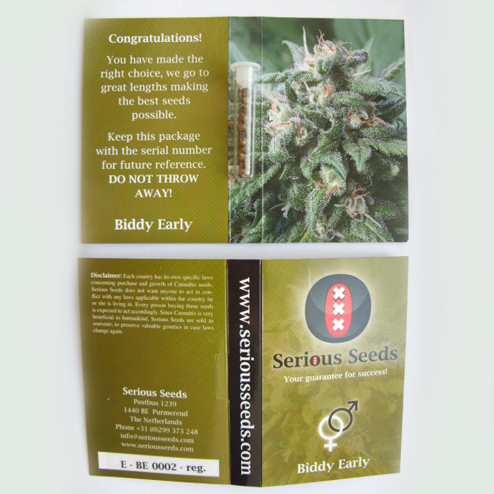 Congratulations!
You have made the
right choice, we go to
great lengths making
the best seeds
possible.
Keep this package
with the serial number
for future reference.
DO NOT THROW
AWAY!
Biddy Early
Disclaimer: Each country has its own specific laws
concerning purchase and growth of Cannabis seeds.
Serious Seeds does not want anyone to act in con-
flict with any laws applicable within the country he
or she is living in. Every person buying these seeds
is expected to act accordingly. Since Cannabis is very
beneficial to humankind, Serious Seeds are sold as
souvenir, to preserve valuable genetics in case laws
change again.
Serious Seeds
Postbus 1239
1440 BE Purmerend
The Netherlands
Phone +31 (0)299 373 248
info@seriousseeds.com
www.seriousseeds.com
E - BE 0002 - reg.
www.seriousseeds.com
Serious Seeds
Your guarantee for success!
Biddy Early